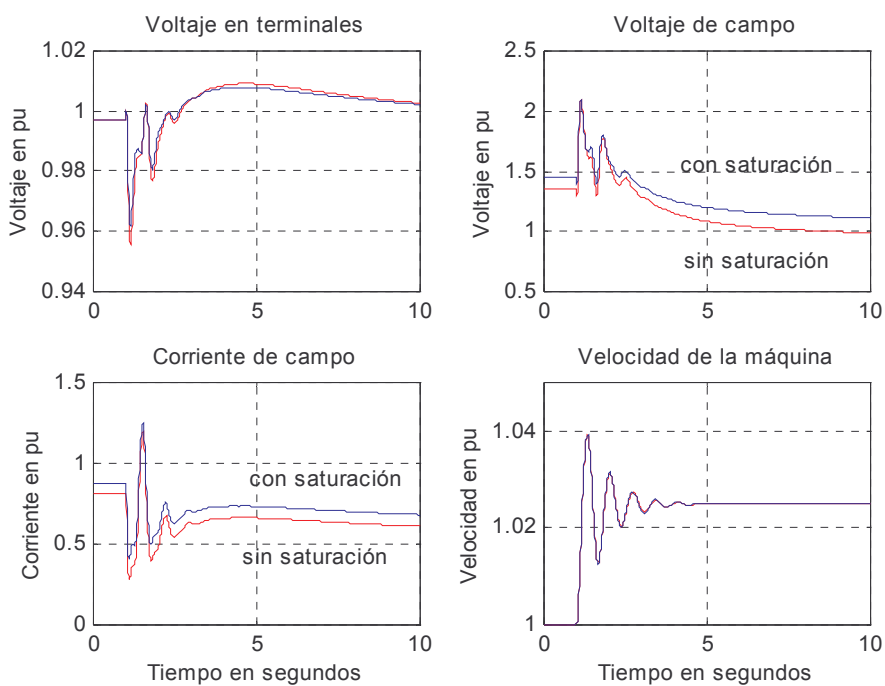 Voltaje en terminales
Voltaje en pu
1.02
1
0.98
0.96
0.94
0
5
10
Voltaje de campo
Voltaje en pu
2.5
2
1.5
1
0.5
con saturación
sin saturación
0
5
10
Corriente de campo
Corriente en pu
1.5
1
0.5
0
con saturación
sin saturación
0
5
10
Tiempo en segundos
Velocidad de la máquina
Velocidad en pu
1.04
1.02
1
0
5
10
Tiempo en segundos